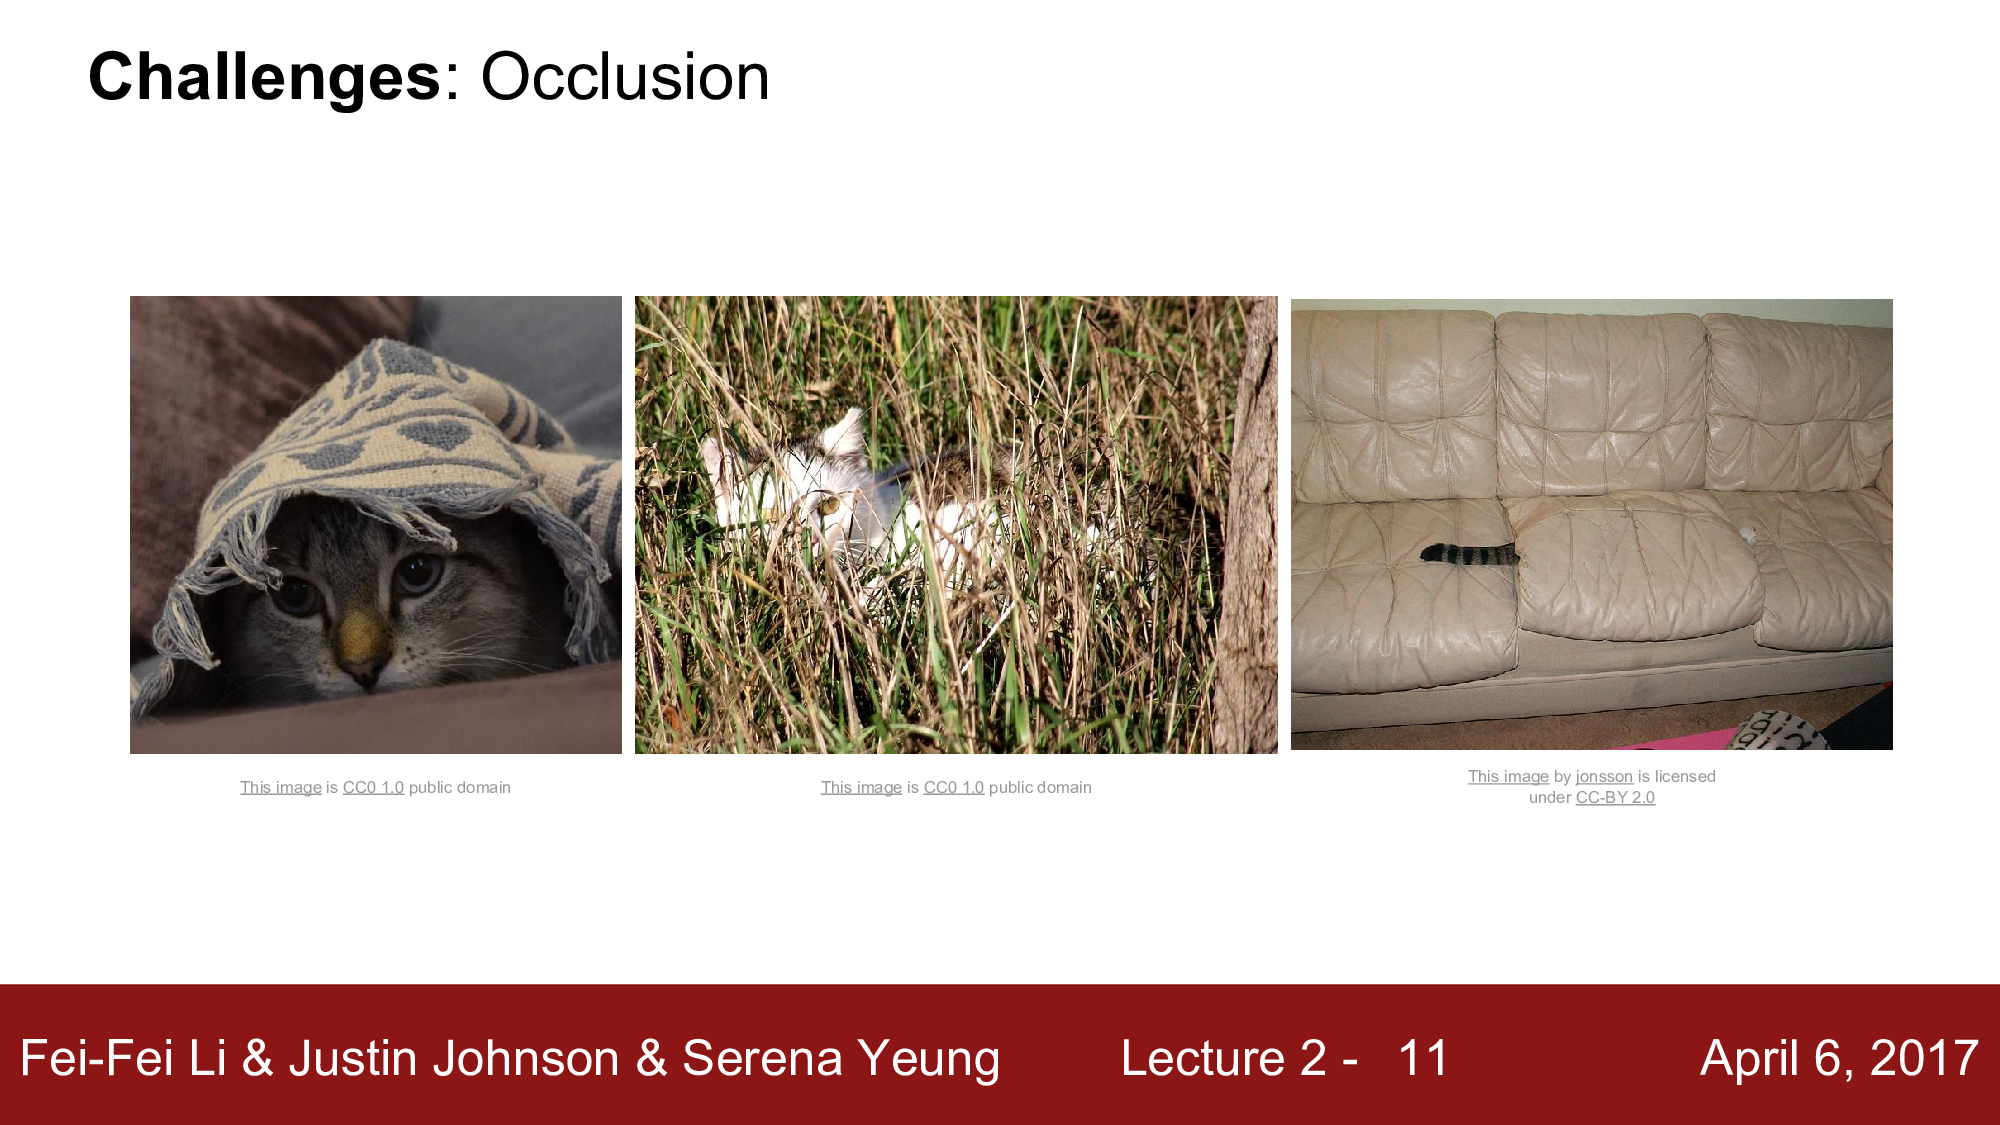 Challenges: Occlusion
This image is CC0 1.0 public domain
This image is CC0 1.0 public domain
This image by jonsson is licensed
under CC-BY 2.0
Fei-Fei Li & Justin Johnson & Serena Yeung
Lecture 2 - 11
April 6, 2017